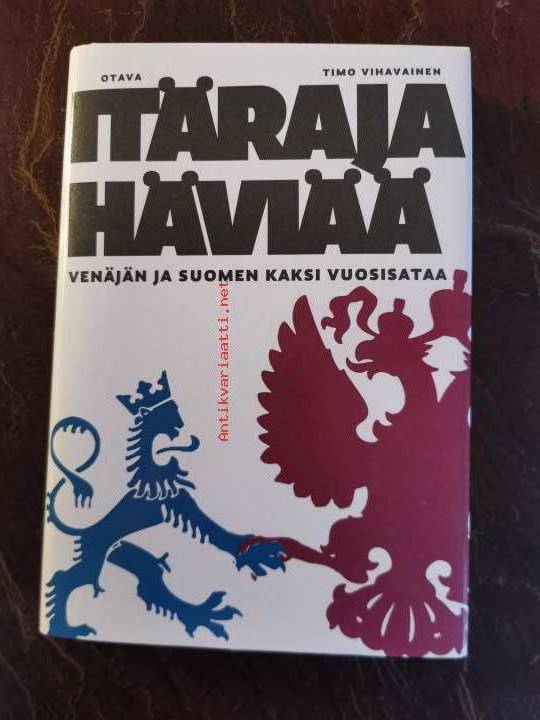 OTAVA
TIMO VIHAVAINEN
ITÄRAJA
HÄVIÄÄ
VENÄJÄN JA SUOMEN KAKSI VUOSISATAA
Antikvariaatti.net